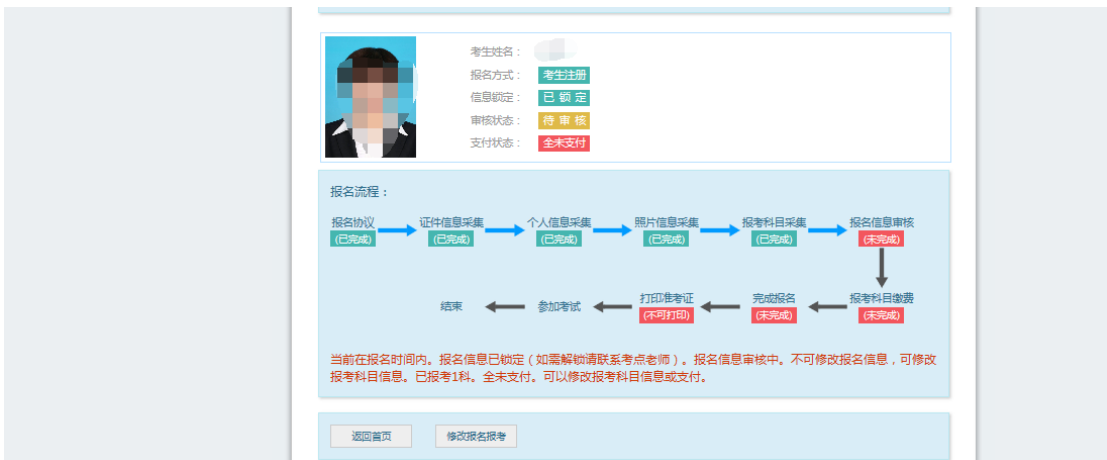 考生姓名：
报名方式： 考生注册
信息锁定： 已 锁 定
审核状态： 待 审 核
支付状态： 全未支付
报名流程：
报名协议 证件信息采集 个人信息采集 照片信息采集 报考科目采集 报名信息审核
(已完成) (已完成) (已完成) (已完成) (已完成) (未完成)
结束 参加考试 打印准考证 完成报名 报考科目缴费
(不可打印) (未完成) (未完成)
当前在报名时间内。报名信息已锁定（如需解锁请联系考点老师）。报名信息审核中。不可修改报名信息，可修改
报考科目信息。已报考1科。全未支付。可以修改报考科目信息或支付。
返回首页 修改报名报考